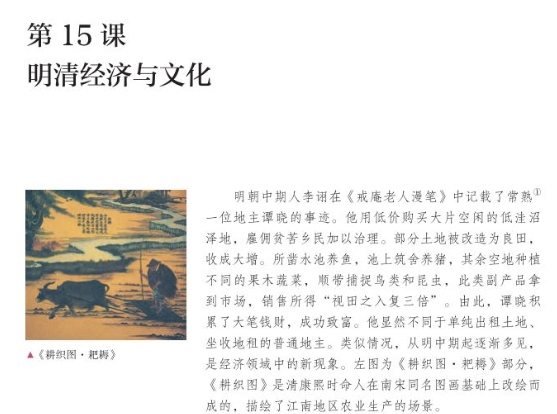 第 15 课
明清经济与文化
明朝中期人李诩在《戒庵老人漫笔》中记载了常熟①
一位地主谭晓的事迹。他用低价购买大片空闲的低洼沼
泽地，雇佣贫苦乡民加以治理。部分土地被改造为良田，
收成大增。所凿水池养鱼，池上筑舍养猪，其余空地种植
不同的果木蔬菜，顺带捕捉鸟类和昆虫，此类副产品拿
到市场，销售所得“视田之入复三倍”。由此，谭晓积
累了大笔钱财，成功致富。他显然不同于单纯出租土地、
坐收地租的普通地主。类似情况，从明中期起逐渐多见，
是经济领域中的新现象。左图为《耕织图·耙耨》部分，
《耕织图》是清康熙时命人在南宋同名图画基础上改绘而
成的，描绘了江南地区农业生产的场景。
▲《耕织图·耙耨》